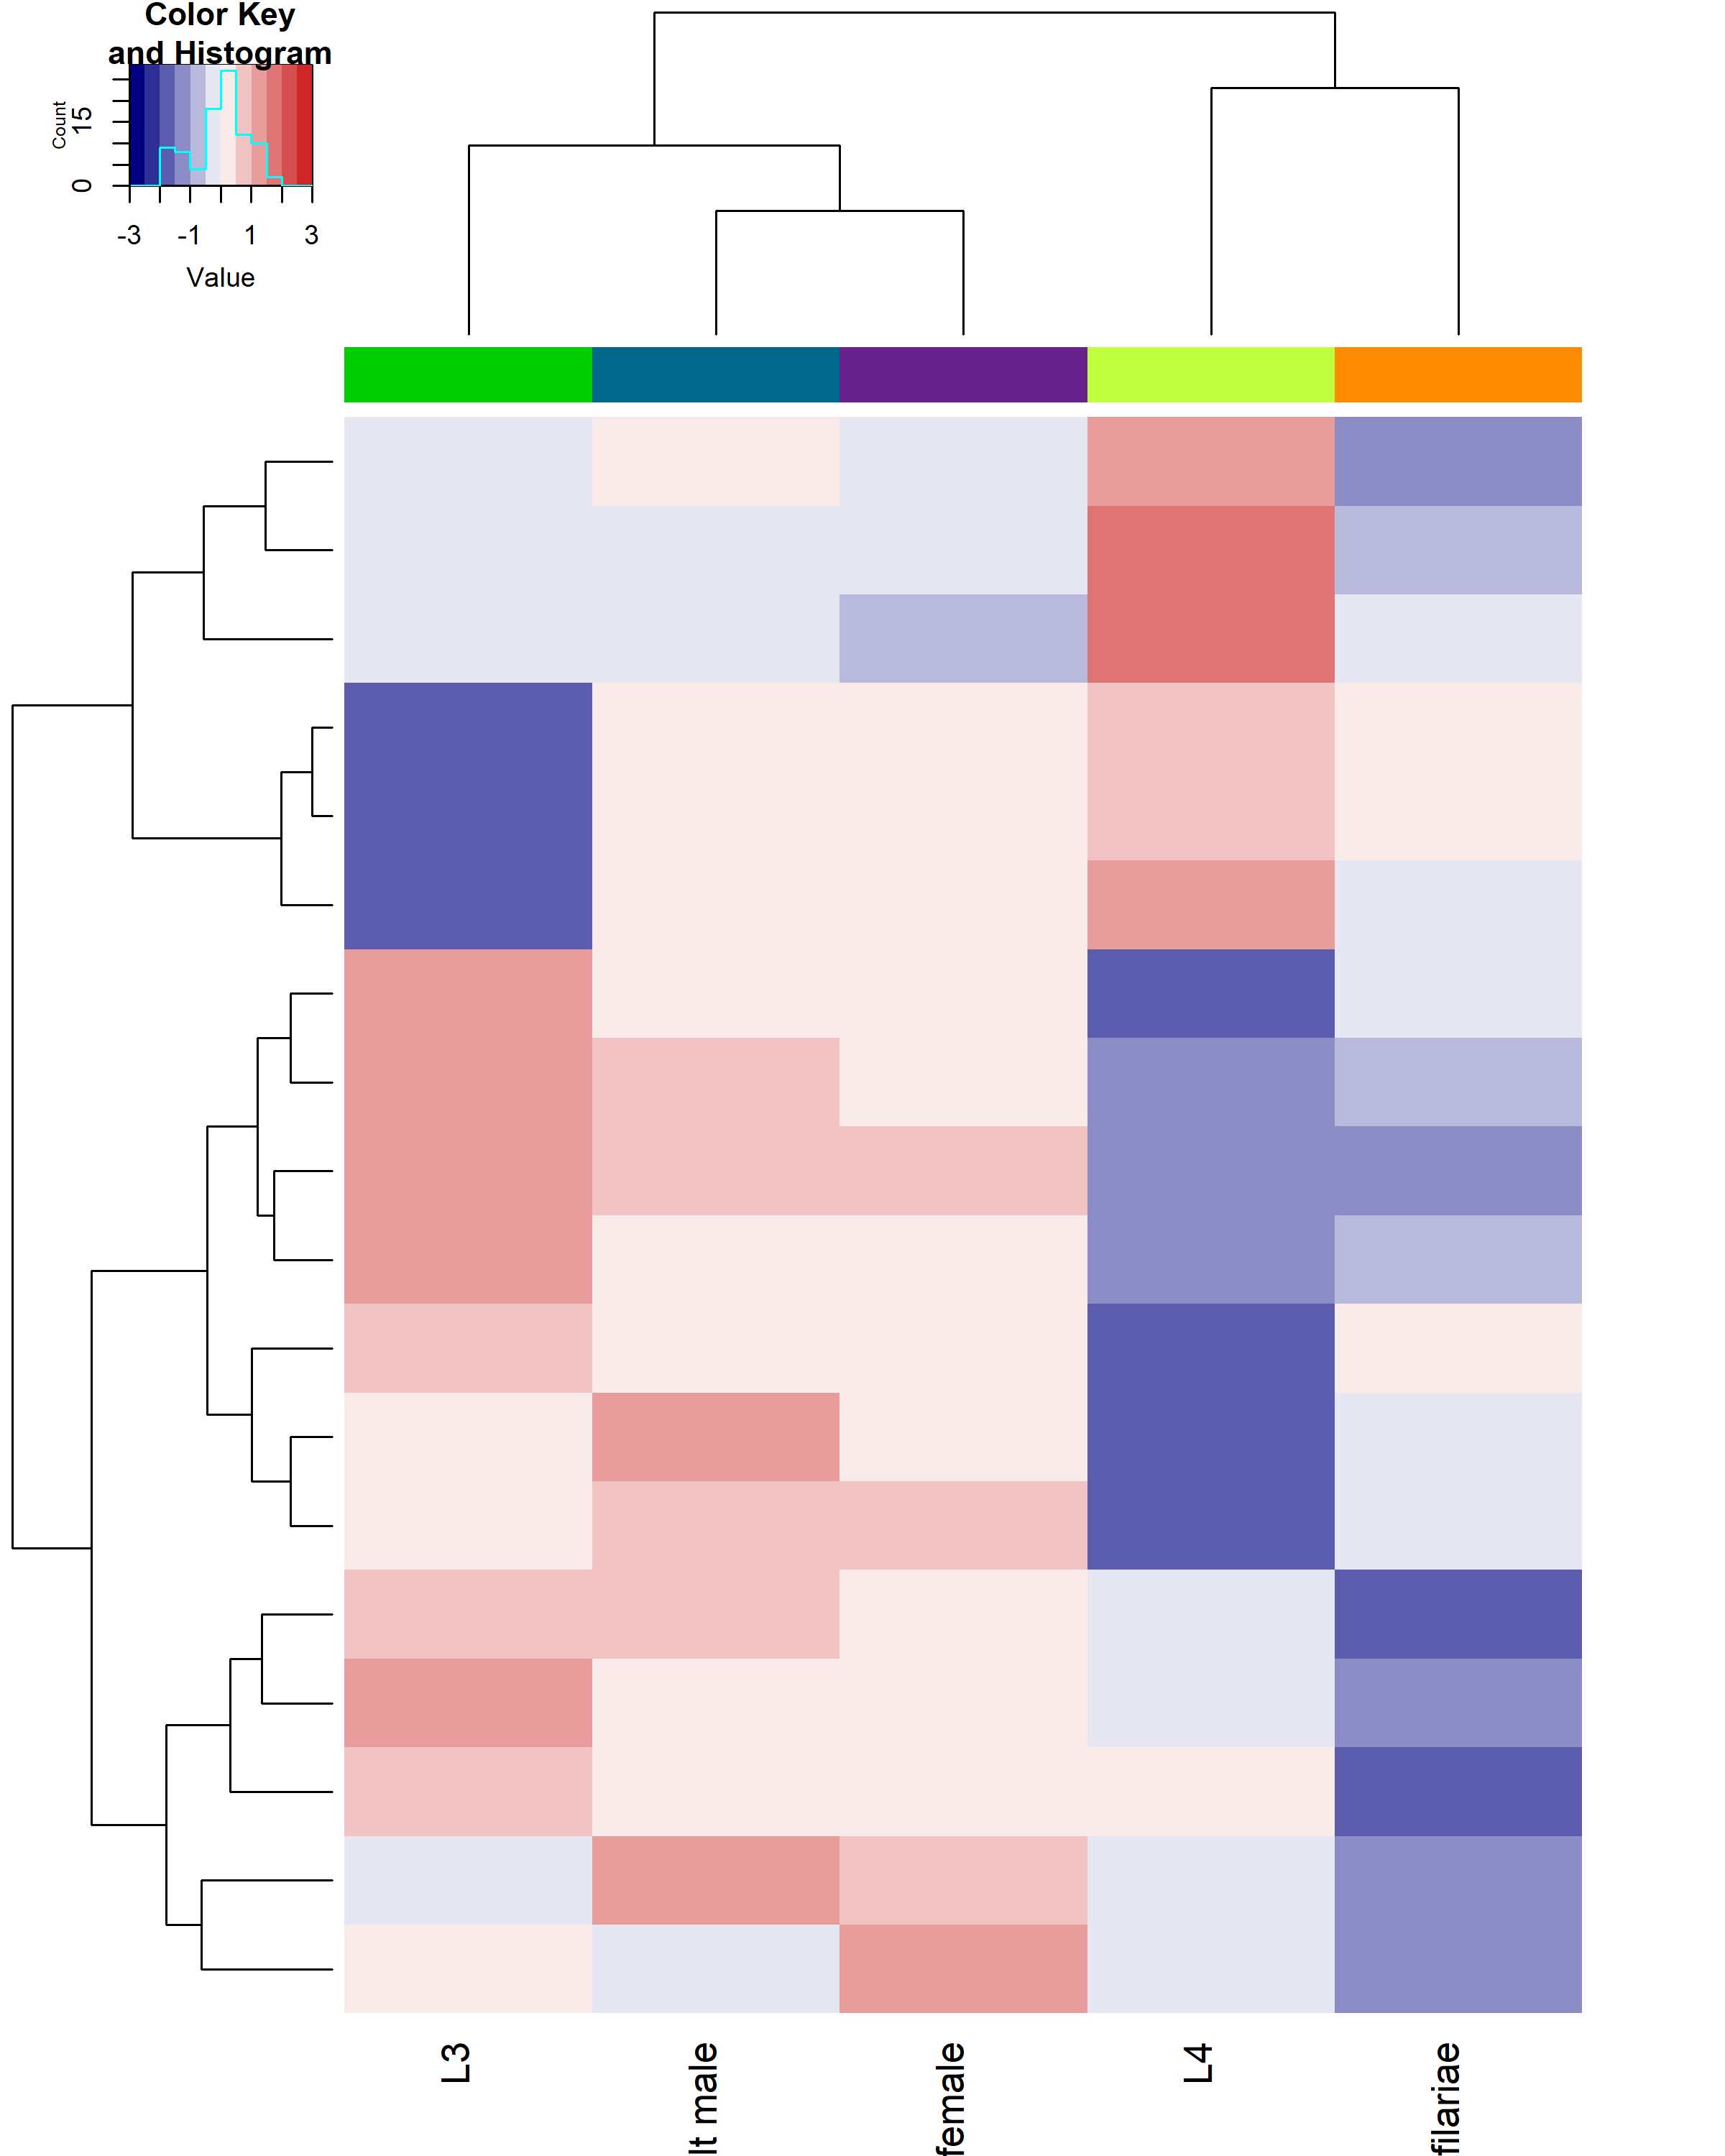 Color Key
and Histogram
Count
0 15
-3 -1 1 3
Value
L3
lt male
female
L4
filariae